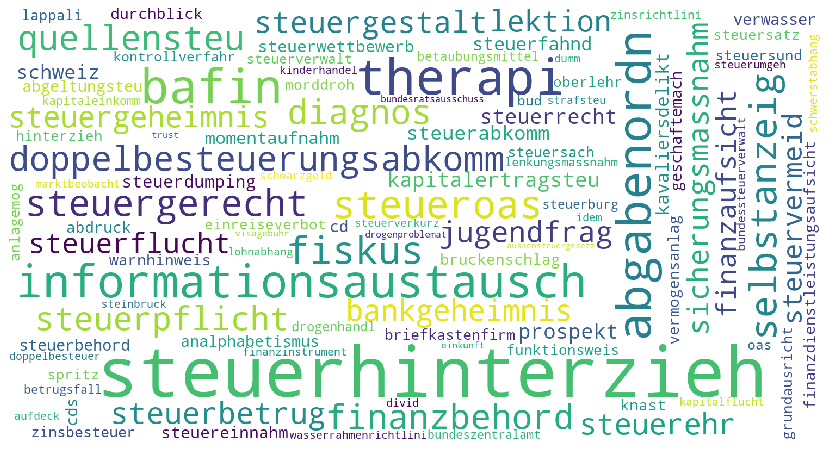 lappali durchblick steuergestalt lektion zinsrichtlini verwasser
quellensteu kontrollverfahr steuerwettbewerb steuerfahnd steuersatz
schweiz bafin steuerverwalt betaubungsmittel dumm steuersund
abgeltungsteu kinderhandel therapi oberlehr steuerumgeh
kapitaleinkomm morddroh bundesratsausschuss bud strafsteu
steuergeheimnis diagnos steuerrecht
hinterzieh trust momentaufnahm steuerabkomm
doppelbesteuerungsabkomm steuersach lenkungsmassnahm
marktbeobacht steuerdumping schwarzgeld kapitalertragsteu
steuergerecht steueroas steuerburg idem
abdruck einreiseverbot cd steuerverkurz
steuerflucht visagebuhr lohnabhang drogenproblemat jugendfrag
warnhinweis fiskus bruckenschlag aussensteuergesetz
informationsaustausch
steinbruck bankgeheimnis
steuerpflicht drogenhandl briefkastenfirm prospekt
steuerbehord analphabetismus funktionsweis oas
doppelbesteuer finanzinstrument einkunft
spritz steuerhinterzieh
betrugsfall divid knast kapitalflucht
aufdeck cds steuerbetrug finanzbehord steuerehr
zinsbesteuer steuereinnahm wasserrahmenrichtlini bundeszentralamt
anlagemog
abgabenordn
kavaliersdelikt
vermogensanlag
geschaftemach
sicherungsmassnahm
finanzaufsicht
bundessteuerverwalt
selbstanzeig
steuervermeid
grundausricht
finanzdienstleistungsaufsicht
schwerstabhang